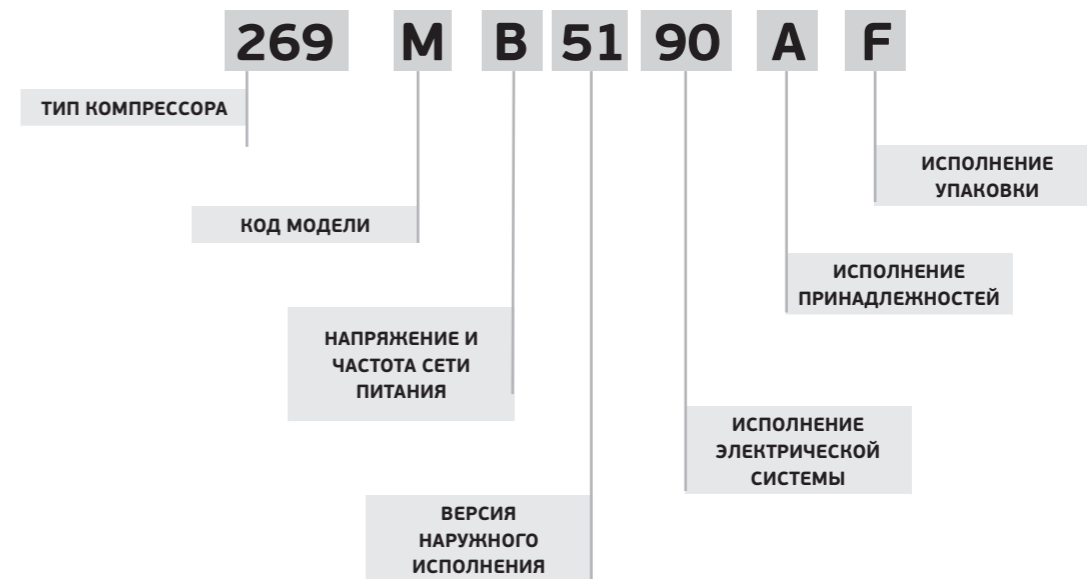 269 M B 51 90 A F
ТИП КОМПРЕССОРА
ИСПОЛНЕНИЕ
УПАКОВКИ
КОД МОДЕЛИ
ИСПОЛНЕНИЕ
ПРИНАДЛЕЖНОСТЕЙ
НАПРЯЖЕНИЕ И
ЧАСТОТА СЕТИ
ПИТАНИЯ
ИСПОЛНЕНИЕ
ЭЛЕКТРИЧЕСКОЙ
СИСТЕМЫ
ВЕРСИЯ
НАРУЖНОГО
ИСПОЛНЕНИЯ